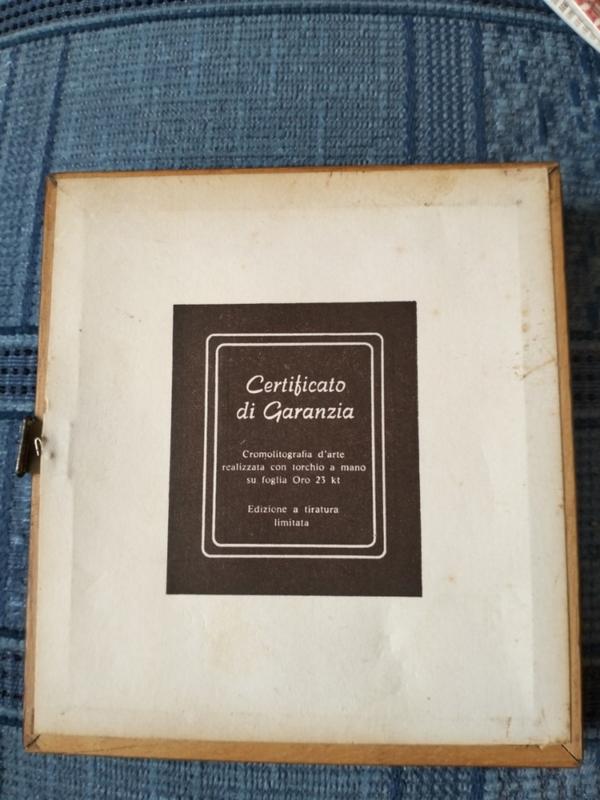 Certificato
di Garanzia
Cromolitografia d'arte
realizzata con torchio a mano
su foglia Oro 23 kt
Edizione a tiratura
limitata